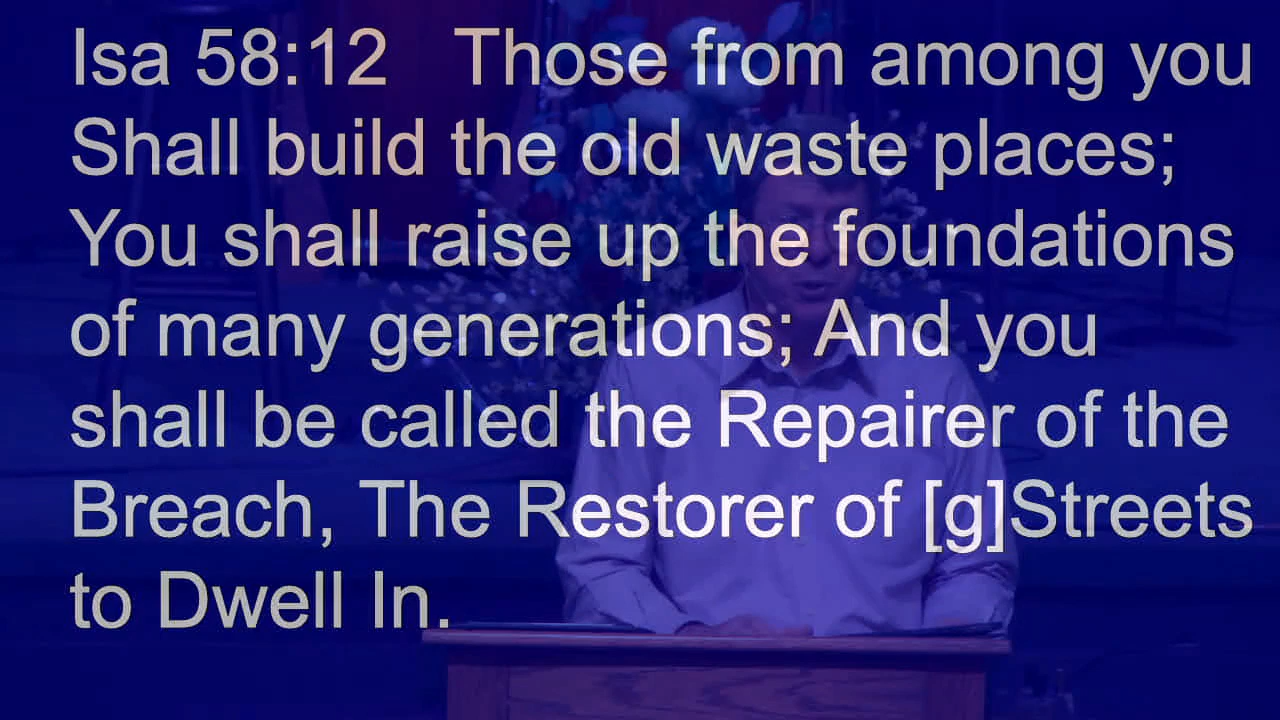 Isa 58:12 Those from among you
Shall build the old waste places;
You shall raise up the foundations
of many generations; And you
shall be called the Repairer of the
Breach, The Restorer of [g]Streets
to Dwell In.